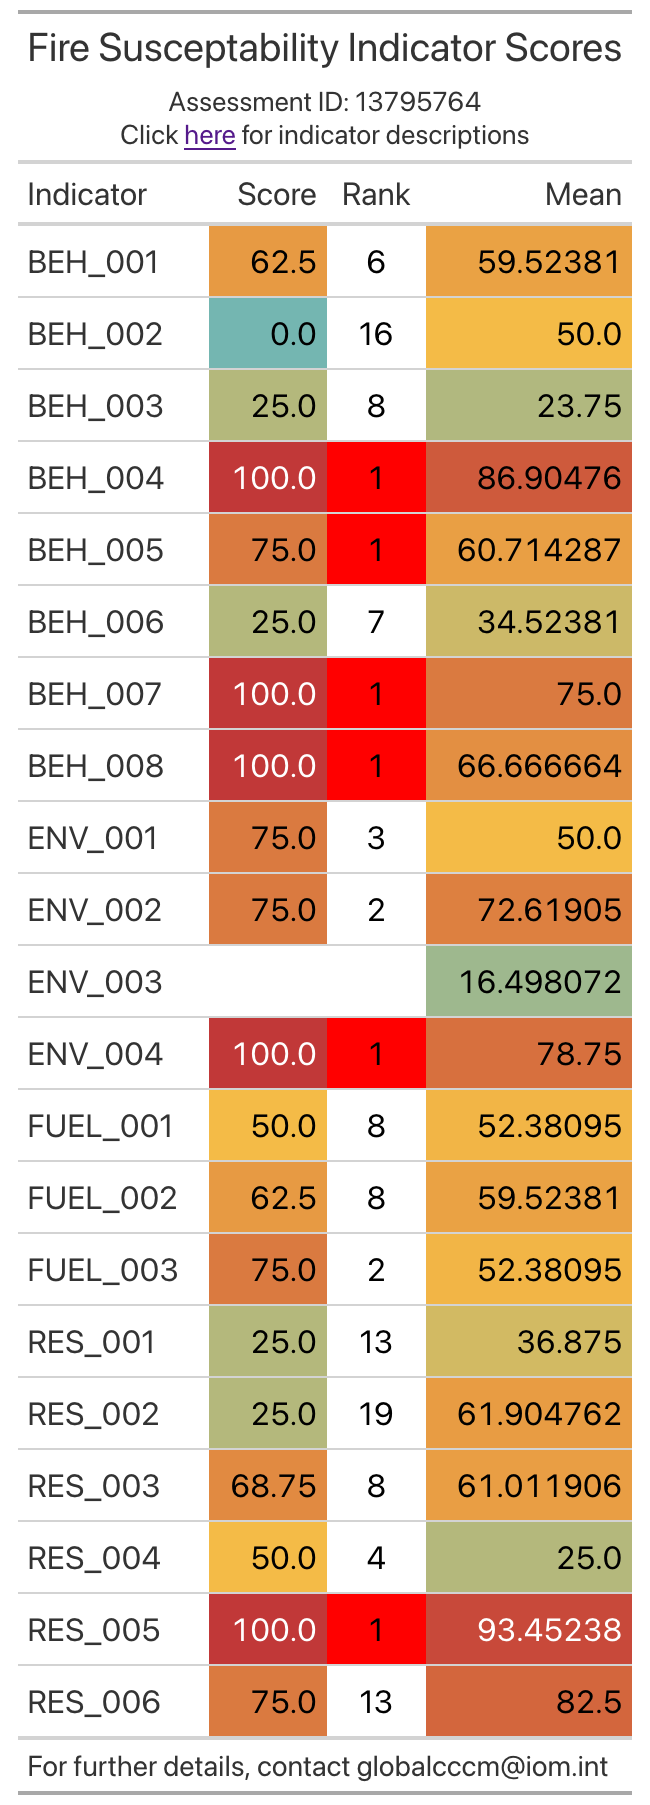 Fire Susceptability Indicator Scores
Assessment ID: 13795764
Click here for indicator descriptions
Indicator Score Rank Mean
BEH_001 62.5 6 59.52381
BEH_002 0.0 16 50.0
BEH_003 25.0 8 23.75
BEH_004 100.0 1 86.90476
BEH_005 75.0 1 60.714287
BEH_006 25.0 7 34.52381
BEH_007 100.0 1 75.0
BEH_008 100.0 1 66.666664
ENV_001 75.0 3 50.0
ENV_002 75.0 2 72.61905
ENV_003 16.498072
ENV_004 100.0 1 78.75
FUEL_001 50.0 8 52.38095
FUEL_002 62.5 8 59.52381
FUEL_003 75.0 2 52.38095
RES_001 25.0 13 36.875
RES_002 25.0 19 61.904762
RES_003 68.75 8 61.011906
RES_004 50.0 4 25.0
RES_005 100.0 1 93.45238
RES_006 75.0 13 82.5
For further details, contact globalcccm@iom.int